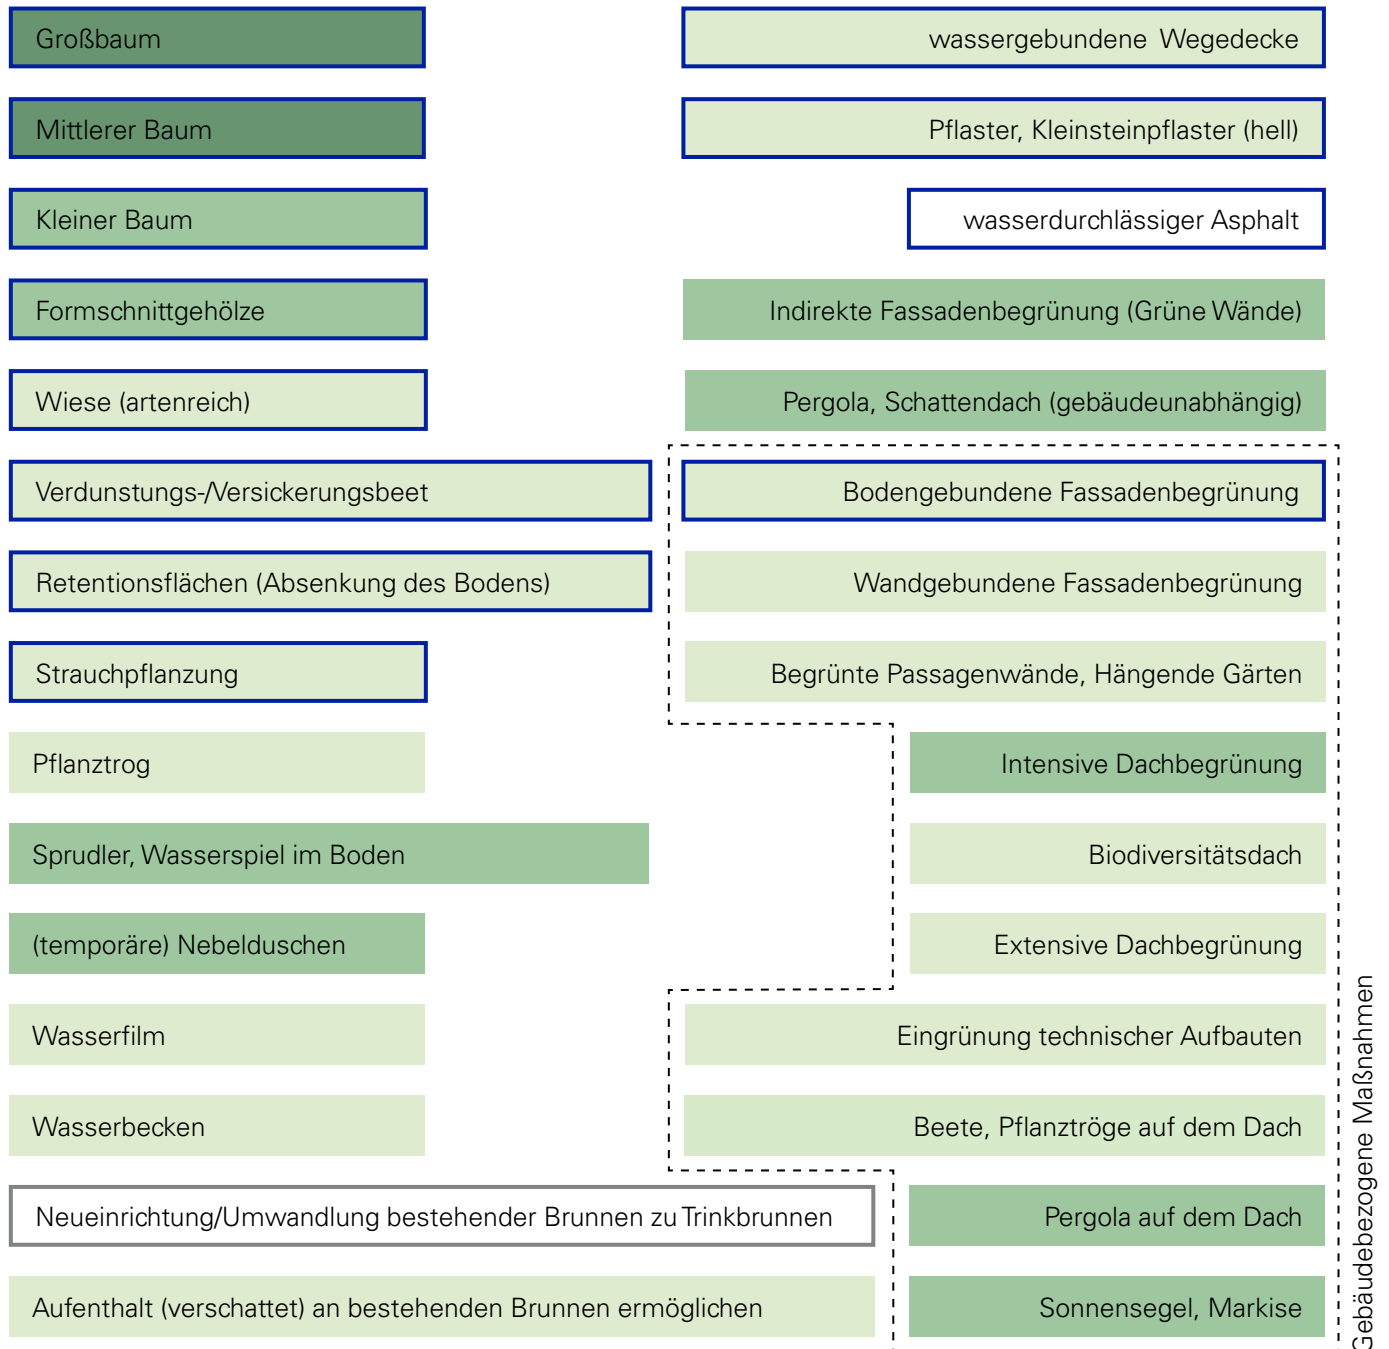 Großbaum
Mittlerer Baum
Kleiner Baum
Formschnittgehölze
Wiese (artenreich)
Verdunstungs-/Versickerungsbeet
Retentionsflächen (Absenkung des Bodens)
Strauchpflanzung
Pflanztrog
Sprudler, Wasserspiel im Boden
(temporäre) Nebelduschen
Wasserfilm
Wasserbecken
Neueinrichtung/Umwandlung bestehender Brunnen zu Trinkbrunnen
Aufenthalt (verschattet) an bestehenden Brunnen ermöglichen
wassergebundene Wegedecke
Pflaster, Kleinsteinpflaster (hell)
wasserdurchlässiger Asphalt
Indirekte Fassadenbegrünung (Grüne Wände)
Pergola, Schattendach (gebäudeunabhängig)
Bodengebundene Fassadenbegrünung
Wandgebundene Fassadenbegrünung
Begrünte Passagenwände, Hängende Gärten
Intensive Dachbegrünung
Biodiversitätsdach
Extensive Dachbegrünung
Eingrünung technischer Aufbauten
Beete, Pflanztröge auf dem Dach
Pergola auf dem Dach
Sonnensegel, Markise
Gebäudebezogene Maßnahmen